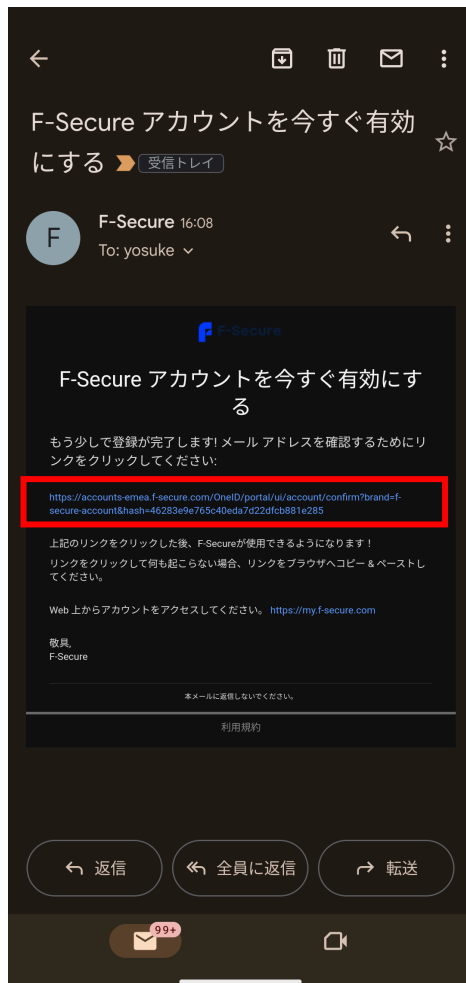 F-Secure アカウントを今すぐ有効
にする 受信トレイ
F
F-Secure 16:08
To: yosuke
F-Secure
F-Secure アカウントを今すぐ有効にす
る
もう少しで登録が完了します! メール アドレスを確認するためにリ
ンクをクリックしてください:
https://accounts-emea.f-secure.com/OneID/portal/ui/account/confirm?brand=f-
secure-account&hash=46283e9e765c40eda7d22dfcb881e285
上記のリンクをクリックした後、F-Secureが使用できるようになります！
リンクをクリックして何も起こらない場合、リンクをブラウザへコピー & ペーストし
てください。
Web 上からアカウントをアクセスしてください。 https://my.f-secure.com
敬具,
F-Secure
本メールに返信しないでください。
利用規約
返信
全員に返信
転送
99+